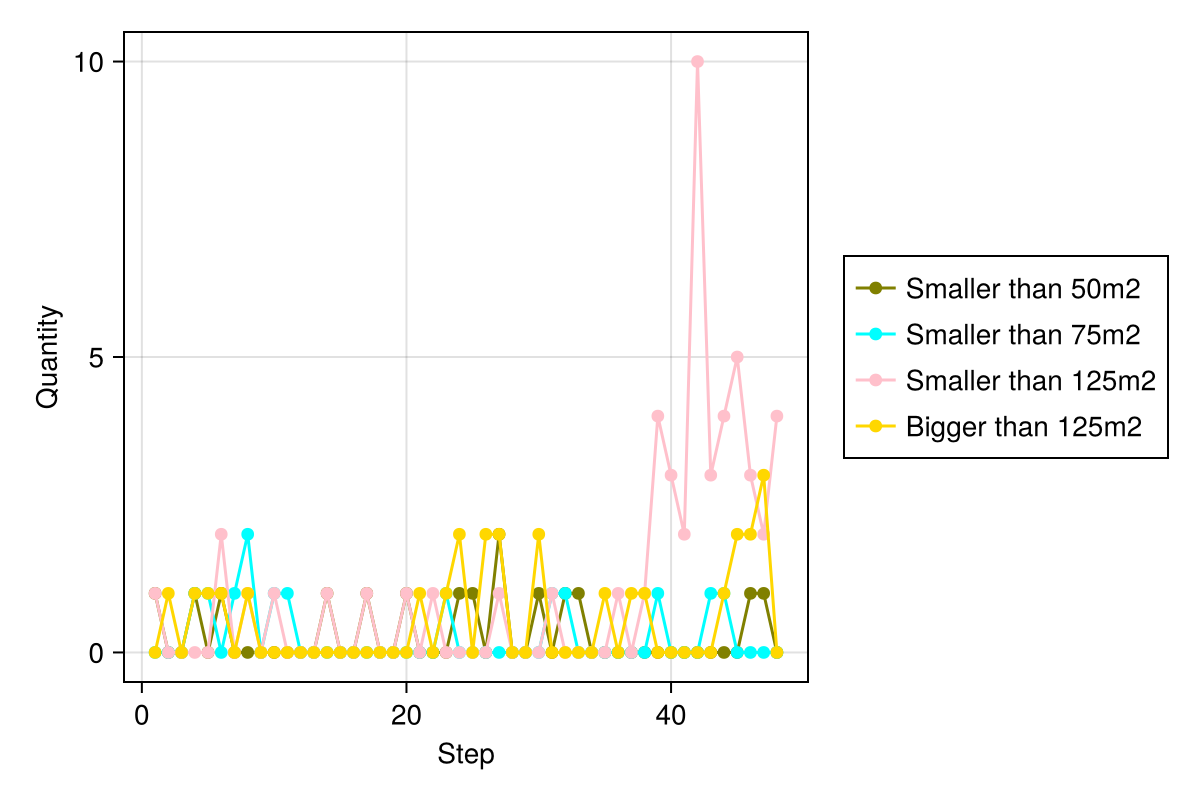 10
5
0
Quantity
0
20
40
Step
Smaller than 50m2
Smaller than 75m2
Smaller than 125m2
Bigger than 125m2